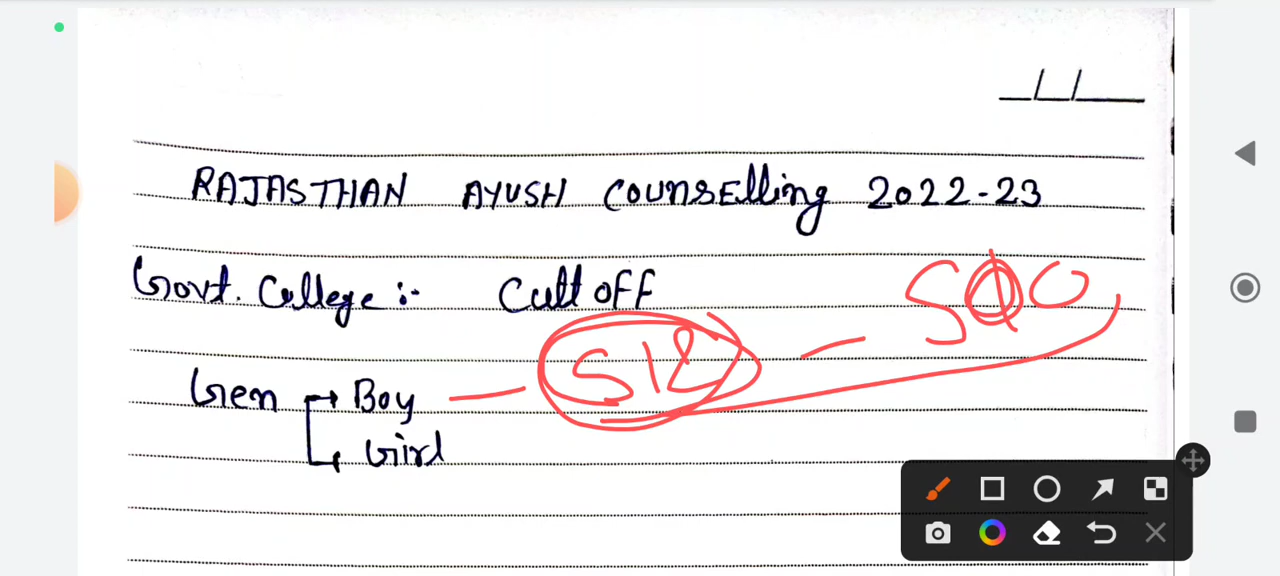 RAJASTHAN AYUSH COUNSElling 2022-23
Govt. College :- Cutt off
Gen → Boy — 512 —
→ Girl